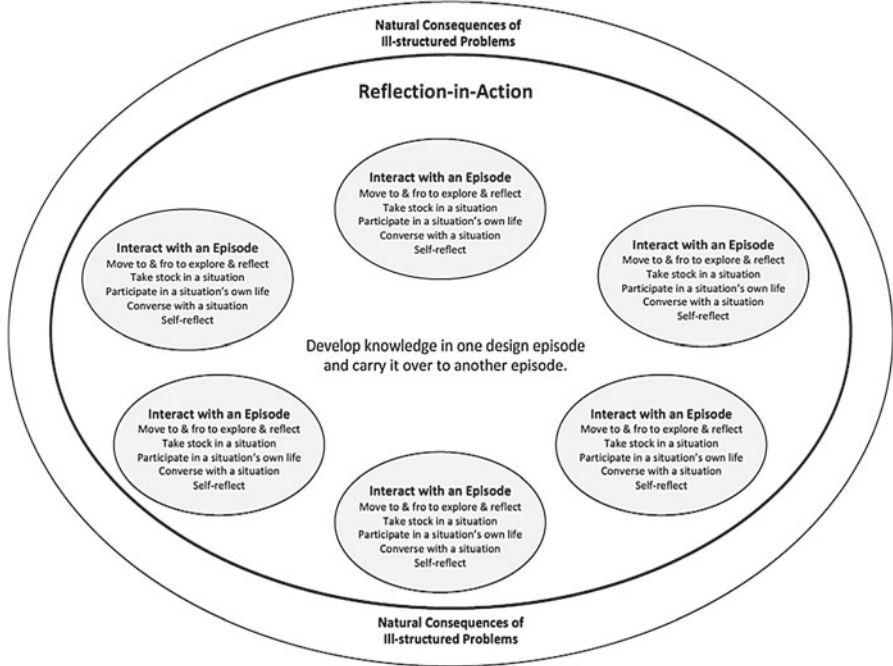 Natural Consequences of
Ill-structured Problems
Reflection-in-Action
Interact with an Episode
Move to & fro to explore & reflect
Take stock in a situation
Participate in a situation's own life
Converse with a situation
Self-reflect
Interact with an Episode
Move to & fro to explore & reflect
Take stock in a situation
Participate in a situation's own life
Converse with a situation
Self-reflect
Interact with an Episode
Move to & fro to explore & reflect
Take stock in a situation
Participate in a situation's own life
Converse with a situation
Self-reflect
Develop knowledge in one design episode
and carry it over to another episode.
Interact with an Episode
Move to & fro to explore & reflect
Take stock in a situation
Participate in a situation's own life
Converse with a situation
Self-reflect
Interact with an Episode
Move to & fro to explore & reflect
Take stock in a situation
Participate in a situation's own life
Converse with a situation
Self-reflect
Interact with an Episode
Move to & fro to explore & reflect
Take stock in a situation
Participate in a situation's own life
Converse with a situation
Self-reflect
Natural Consequences of
Ill-structured Problems